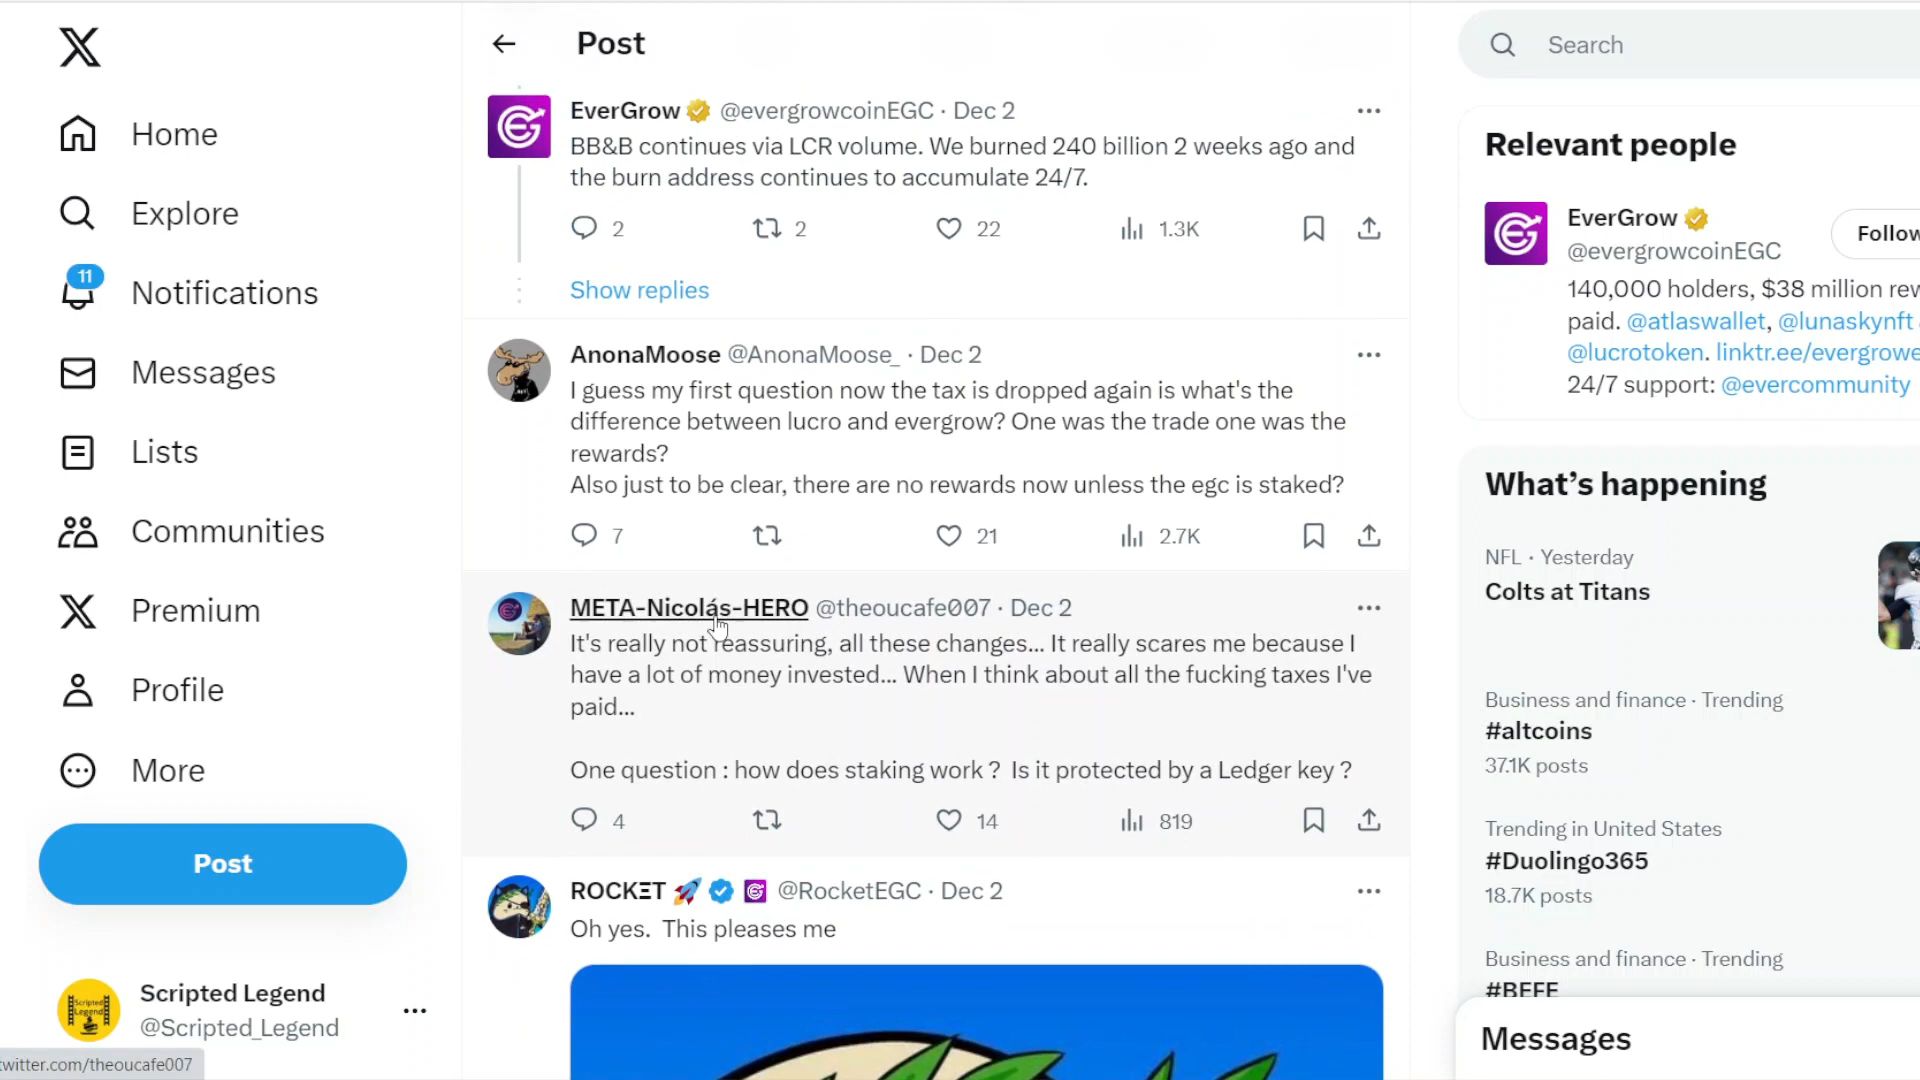 Home
Explore
11
Notifications
Messages
Lists
Communities
Premium
Profile
More
Post
Scripted Legend
@Scripted_Legend
twitter.com/theoucafe007
Post
EverGrow @evergrowcoinEGC · Dec 2
BB&B continues via LCR volume. We burned 240 billion 2 weeks ago and
the burn address continues to accumulate 24/7.
2 2 22 1.3K
Show replies
AnonaMoose @AnonaMoose_ · Dec 2
I guess my first question now the tax is dropped again is what's the
difference between lucro and evergrow? One was the trade one was the
rewards?
Also just to be clear, there are no rewards now unless the egc is staked?
7 21 2.7K
META-Nicolás-HERO @theoucafe007 · Dec 2
It's really not reassuring, all these changes... It really scares me because I
have a lot of money invested... When I think about all the fucking taxes I've
paid...
One question : how does staking work ? Is it protected by a Ledger key ?
4 14 819
ROCKΞT 🚀 @RocketEGC · Dec 2
Oh yes. This pleases me
Search
Relevant people
EverGrow
Follow
@evergrowcoinEGC
140,000 holders, $38 million rew
paid. @atlaswallet, @lunaskynft
@lucrotoken. linktr.ee/evergrowe
24/7 support: @evercommunity
What's happening
NFL · Yesterday
Colts at Titans
Business and finance · Trending
#altcoins
37.1K posts
Trending in United States
#Duolingo365
18.7K posts
Business and finance · Trending
#BEFE
Messages